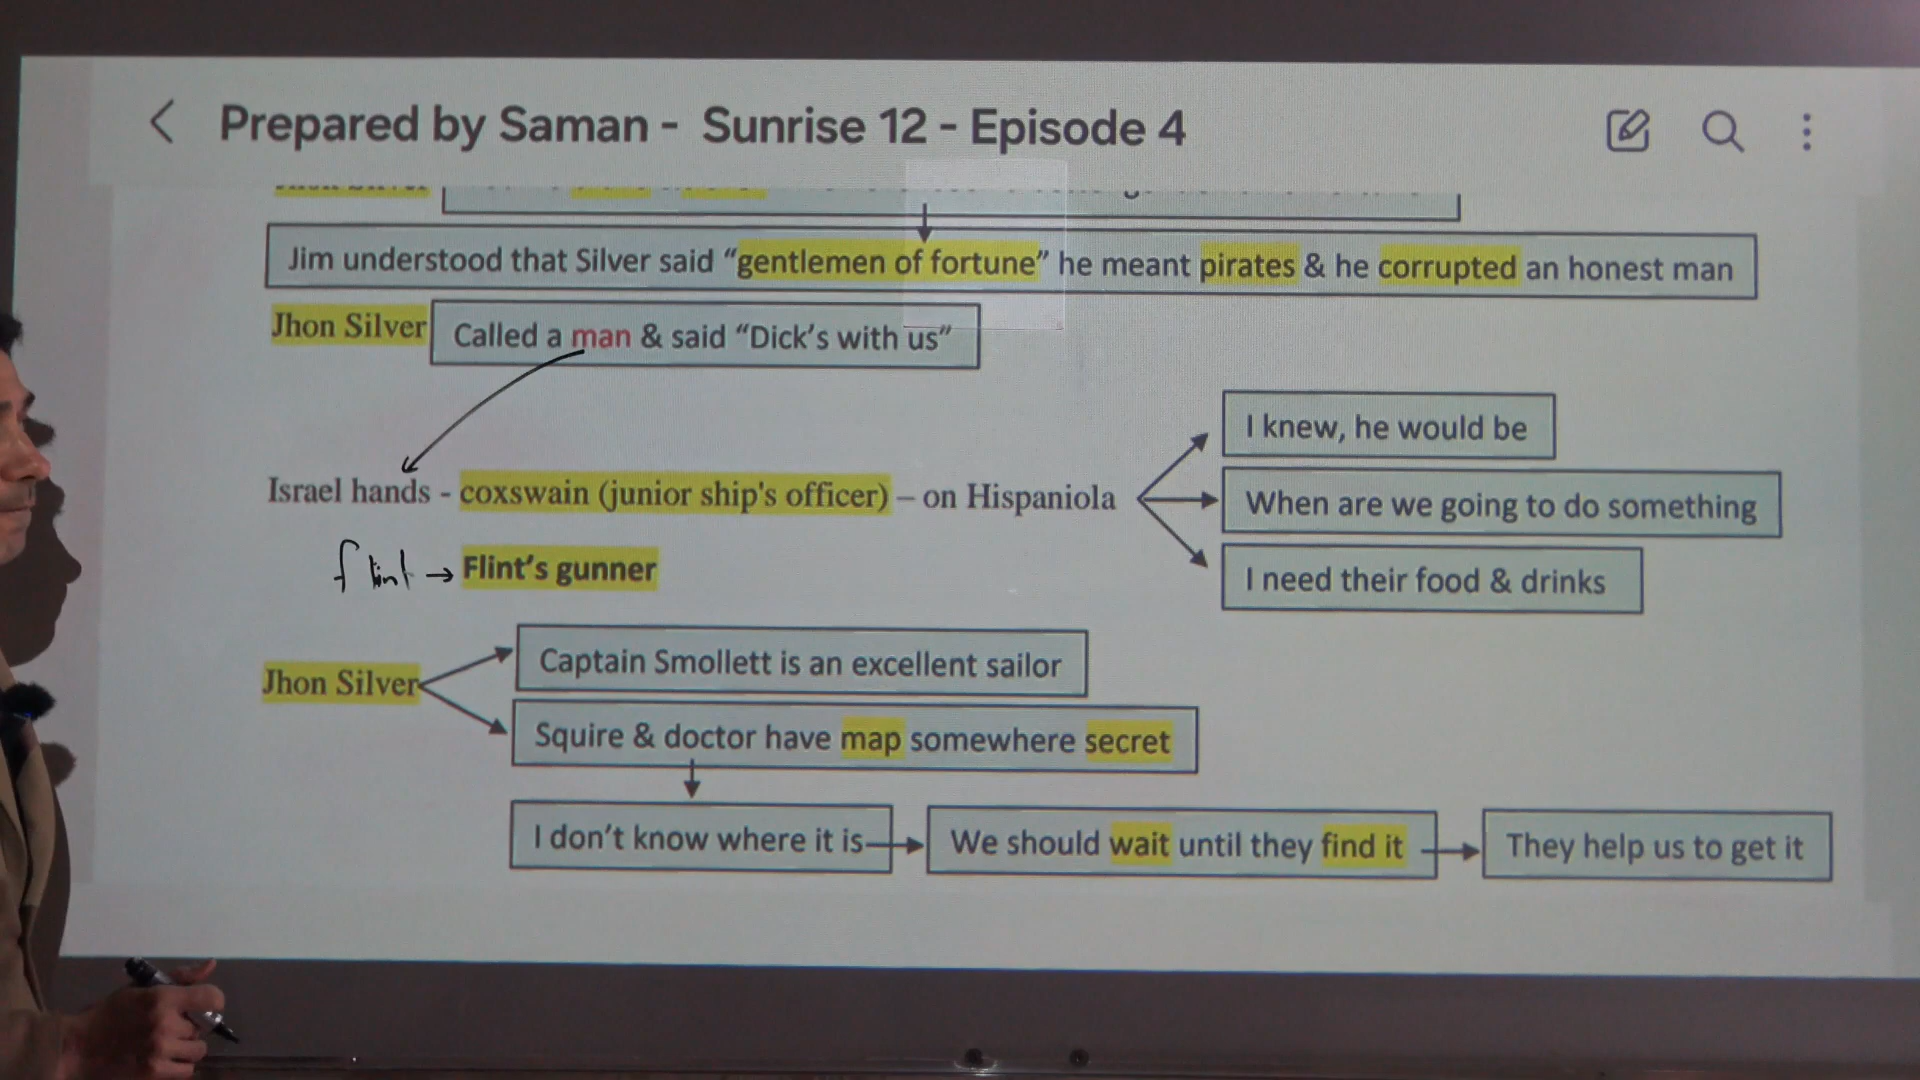 Prepared by Saman - Sunrise 12 - Episode 4
Jim understood that Silver said “gentlemen of fortune” he meant pirates & he corrupted an honest man
Jhon Silver Called a man & said “Dick’s with us”
I knew, he would be
Israel hands - coxswain (junior ship's officer) – on Hispaniola When are we going to do something
flint → Flint’s gunner
I need their food & drinks
Captain Smollett is an excellent sailor
Jhon Silver
Squire & doctor have map somewhere secret
I don’t know where it is We should wait until they find it They help us to get it